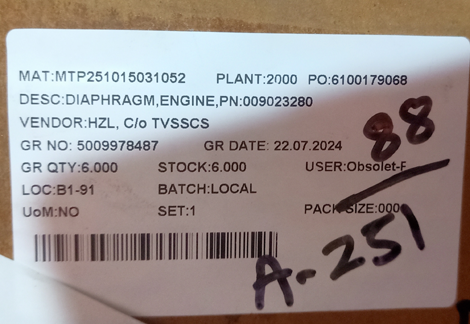 MAT:MTP251015031052 PLANT:2000 PO:6100179068
DESC:DIAPHRAGM,ENGINE,PN:009023280
VENDOR:HZL, C/o TVSSCS
GR NO: 5009978487 GR DATE: 22.07.2024
88
GR QTY:6.000 STOCK:6.000 USER:Obsolet-F
LOC:B1-91 BATCH:LOCAL
UoM:NO SET:1 PACK SIZE:000
A-251